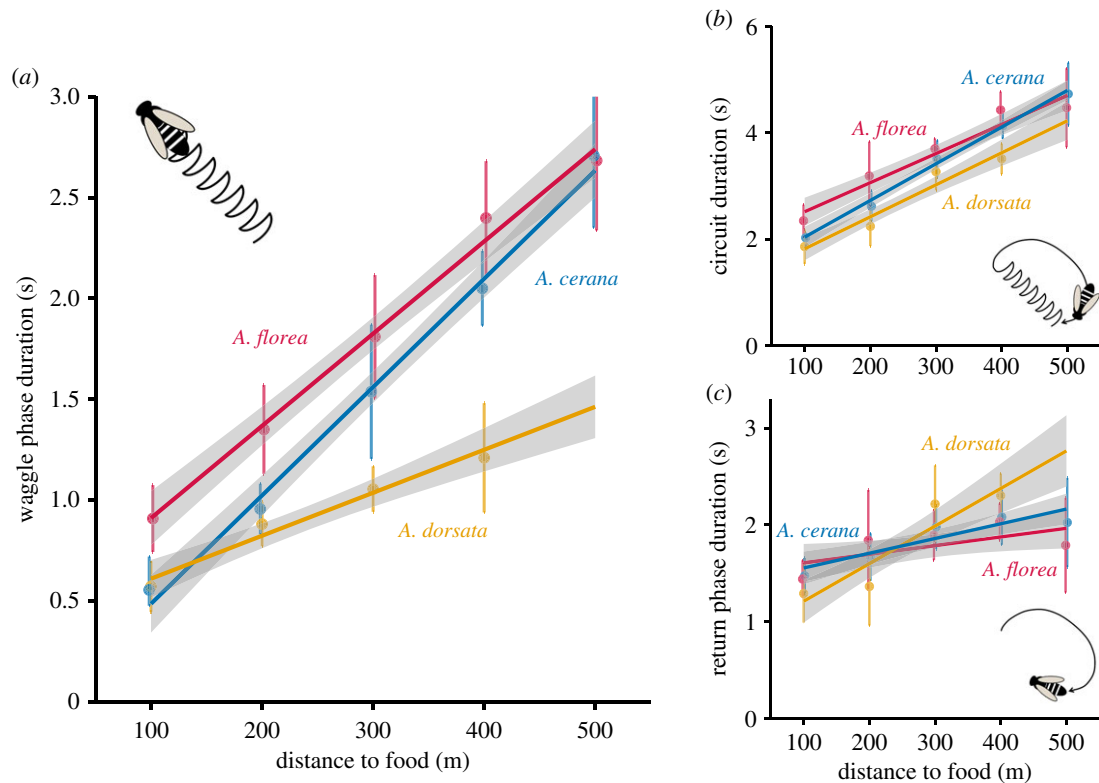 (a)
waggle phase duration (s)
3.0
2.5
2.0
1.5
1.0
0.5
0
A. florea
A. cerana
A. dorsata
100 200 300 400 500
distance to food (m)
(b)
circuit duration (s)
6
4
2
0
A. cerana
A. florea
A. dorsata
100 200 300 400 500
(c)
return phase duration (s)
3
2
1
0
A. dorsata
A. cerana
A. florea
100 200 300 400 500
distance to food (m)